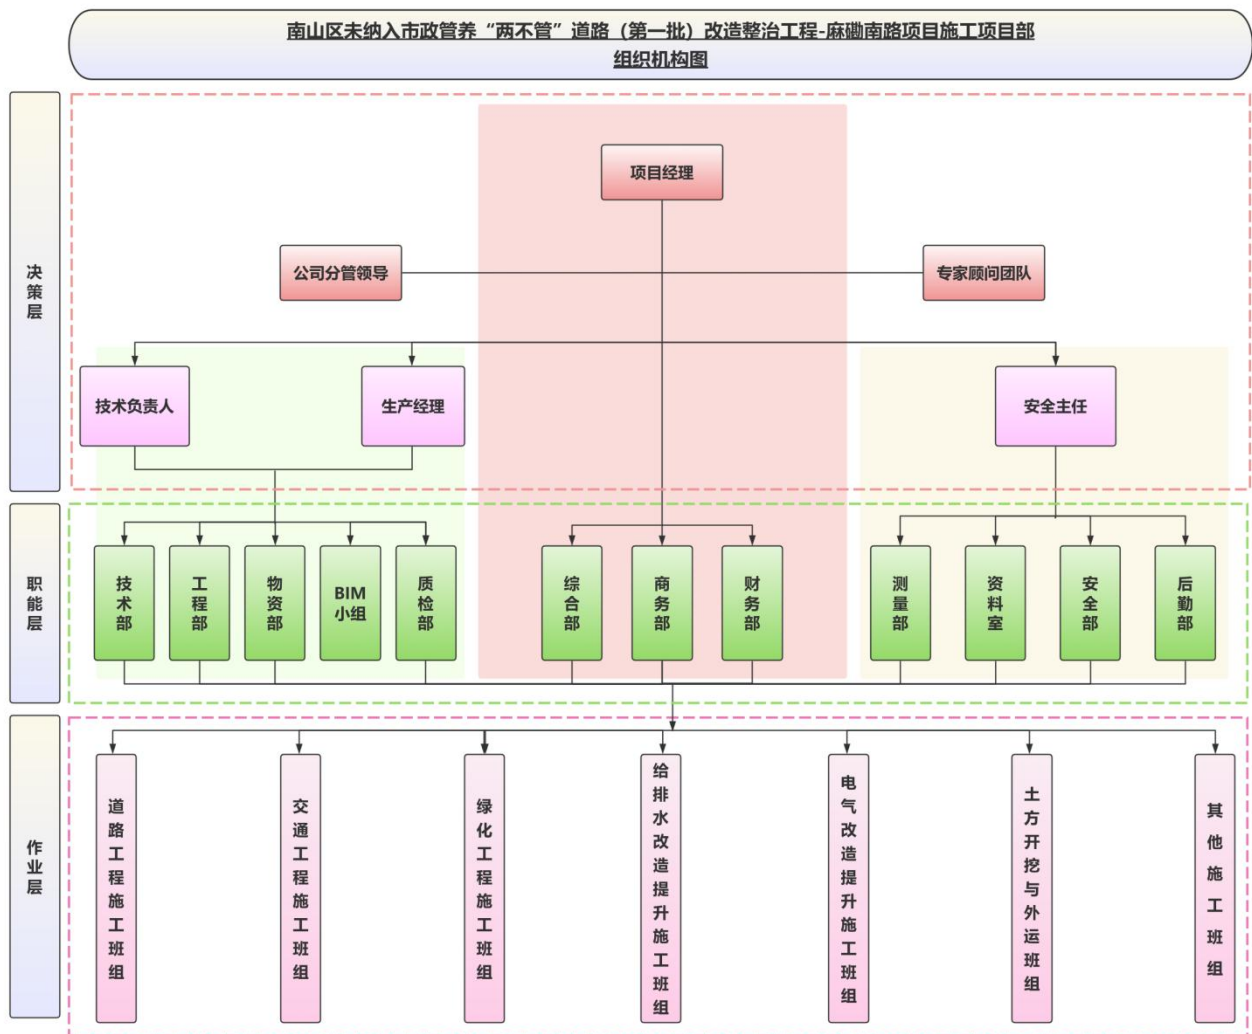 南山区未纳入市政管养“两不管”道路（第一批）改造整治工程-麻磡南路项目施工项目部
组织机构图
决策层
项目经理
公司分管领导
专家顾问团队
技术负责人
生产经理
安全主任
职能层
技术部
工程部
物资部
BIM
小组
质检部
综合部
商务部
财务部
测量部
资料室
安全部
后勤部
作业层
道路工程施工班组
交通工程施工班组
绿化工程施工班组
给排水改造提升施工班组
电气改造提升施工班组
土方开挖与外运班组
其他施工班组